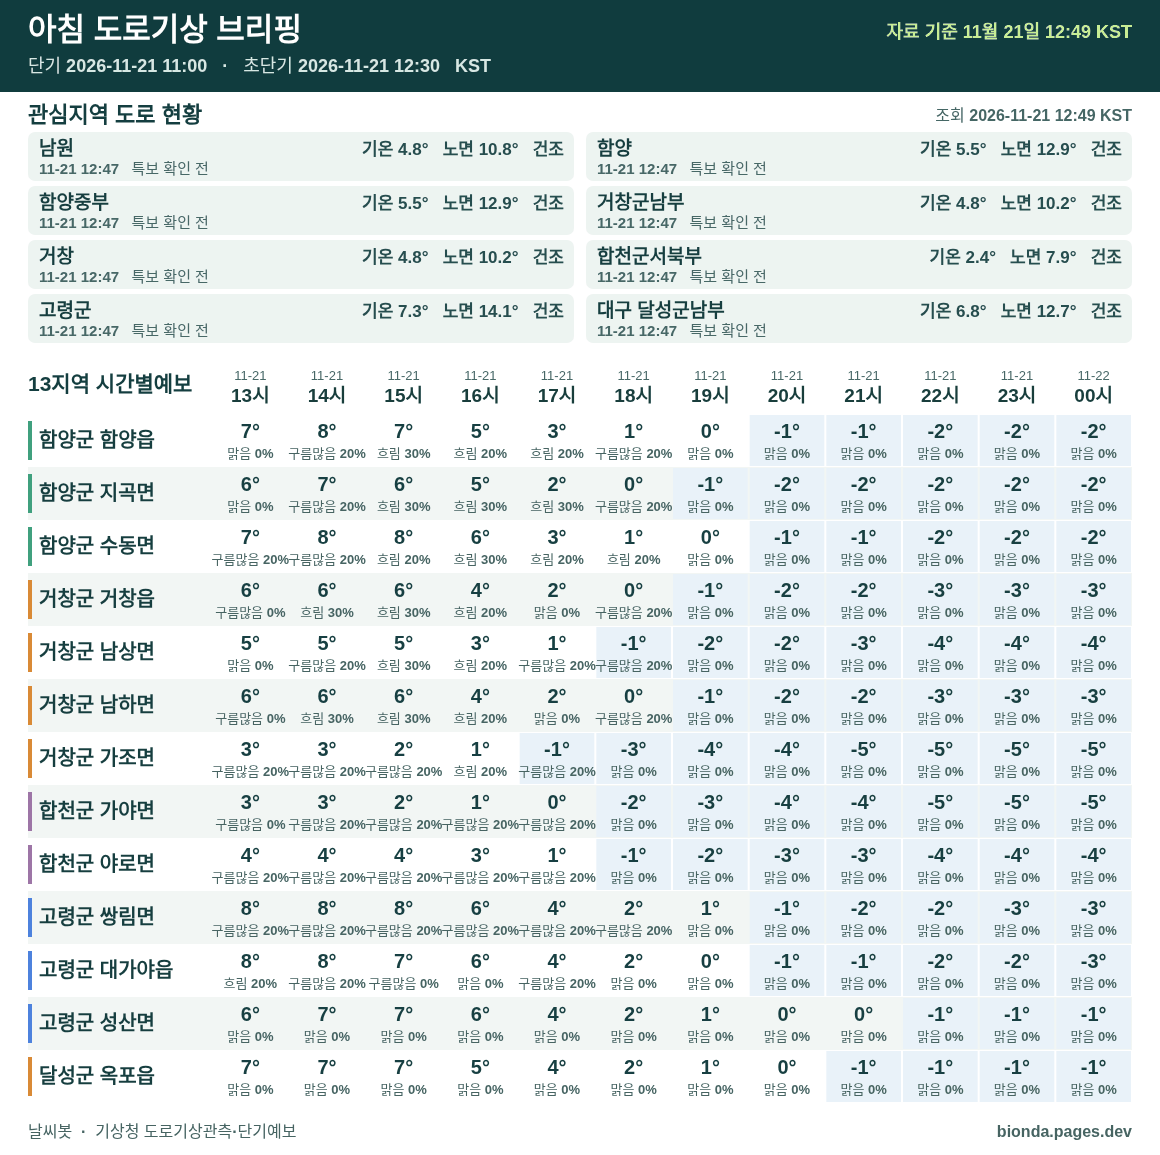 아침 도로기상 브리핑
자료 기준 11월 21일 12:49 KST
단기 2026-11-21 11:00 · 초단기 2026-11-21 12:30 KST
관심지역 도로 현황
조회 2026-11-21 12:49 KST
남원 기온 4.8° 노면 10.8° 건조
11-21 12:47 특보 확인 전
함양 기온 5.5° 노면 12.9° 건조
11-21 12:47 특보 확인 전
함양중부 기온 5.5° 노면 12.9° 건조
11-21 12:47 특보 확인 전
거창군남부 기온 4.8° 노면 10.2° 건조
11-21 12:47 특보 확인 전
거창 기온 4.8° 노면 10.2° 건조
11-21 12:47 특보 확인 전
합천군서북부 기온 2.4° 노면 7.9° 건조
11-21 12:47 특보 확인 전
고령군 기온 7.3° 노면 14.1° 건조
11-21 12:47 특보 확인 전
대구 달성군남부 기온 6.8° 노면 12.7° 건조
11-21 12:47 특보 확인 전
11-21 11-21 11-21 11-21 11-21 11-21 11-21 11-21 11-21 11-21 11-21 11-22
13지역 시간별예보 13시 14시 15시 16시 17시 18시 19시 20시 21시 22시 23시 00시
함양군 함양읍
7° 8° 7° 5° 3° 1° 0° -1° -1° -2° -2° -2°
맑음 0% 구름많음 20% 흐림 30% 흐림 20% 흐림 20% 구름많음 20% 맑음 0% 맑음 0% 맑음 0% 맑음 0% 맑음 0% 맑음 0%
함양군 지곡면
6° 7° 6° 5° 2° 0° -1° -2° -2° -2° -2° -2°
맑음 0% 구름많음 20% 흐림 30% 흐림 30% 흐림 30% 구름많음 20% 맑음 0% 맑음 0% 맑음 0% 맑음 0% 맑음 0% 맑음 0%
함양군 수동면
7° 8° 8° 6° 3° 1° 0° -1° -1° -2° -2° -2°
구름많음 20% 구름많음 20% 흐림 20% 흐림 30% 흐림 20% 흐림 20% 맑음 0% 맑음 0% 맑음 0% 맑음 0% 맑음 0% 맑음 0%
거창군 거창읍
6° 6° 6° 4° 2° 0° -1° -2° -2° -3° -3° -3°
구름많음 0% 흐림 30% 흐림 30% 흐림 20% 맑음 0% 구름많음 20% 맑음 0% 맑음 0% 맑음 0% 맑음 0% 맑음 0% 맑음 0%
거창군 남상면
5° 5° 5° 3° 1° -1° -2° -2° -3° -4° -4° -4°
맑음 0% 구름많음 20% 흐림 30% 흐림 20% 구름많음 20% 구름많음 20% 맑음 0% 맑음 0% 맑음 0% 맑음 0% 맑음 0% 맑음 0%
거창군 남하면
6° 6° 6° 4° 2° 0° -1° -2° -2° -3° -3° -3°
구름많음 0% 흐림 30% 흐림 30% 흐림 20% 맑음 0% 구름많음 20% 맑음 0% 맑음 0% 맑음 0% 맑음 0% 맑음 0% 맑음 0%
거창군 가조면
3° 3° 2° 1° -1° -3° -4° -4° -5° -5° -5° -5°
구름많음 20% 구름많음 20% 구름많음 20% 흐림 20% 구름많음 20% 맑음 0% 맑음 0% 맑음 0% 맑음 0% 맑음 0% 맑음 0% 맑음 0%
합천군 가야면
3° 3° 2° 1° 0° -2° -3° -4° -4° -5° -5° -5°
구름많음 0% 구름많음 20% 구름많음 20% 구름많음 20% 구름많음 20% 맑음 0% 맑음 0% 맑음 0% 맑음 0% 맑음 0% 맑음 0% 맑음 0%
합천군 야로면
4° 4° 4° 3° 1° -1° -2° -3° -3° -4° -4° -4°
구름많음 20% 구름많음 20% 구름많음 20% 구름많음 20% 구름많음 20% 맑음 0% 맑음 0% 맑음 0% 맑음 0% 맑음 0% 맑음 0% 맑음 0%
고령군 쌍림면
8° 8° 8° 6° 4° 2° 1° -1° -2° -2° -3° -3°
구름많음 20% 구름많음 20% 구름많음 20% 구름많음 20% 구름많음 20% 구름많음 20% 맑음 0% 맑음 0% 맑음 0% 맑음 0% 맑음 0% 맑음 0%
고령군 대가야읍
8° 8° 7° 6° 4° 2° 0° -1° -1° -2° -2° -3°
흐림 20% 구름많음 20% 구름많음 0% 맑음 0% 구름많음 20% 맑음 0% 맑음 0% 맑음 0% 맑음 0% 맑음 0% 맑음 0% 맑음 0%
고령군 성산면
6° 7° 7° 6° 4° 2° 1° 0° 0° -1° -1° -1°
맑음 0% 맑음 0% 맑음 0% 맑음 0% 맑음 0% 맑음 0% 맑음 0% 맑음 0% 맑음 0% 맑음 0% 맑음 0% 맑음 0%
달성군 옥포읍
7° 7° 7° 5° 4° 2° 1° 0° -1° -1° -1° -1°
맑음 0% 맑음 0% 맑음 0% 맑음 0% 맑음 0% 맑음 0% 맑음 0% 맑음 0% 맑음 0% 맑음 0% 맑음 0% 맑음 0%
날씨봇 · 기상청 도로기상관측·단기예보
bionda.pages.dev